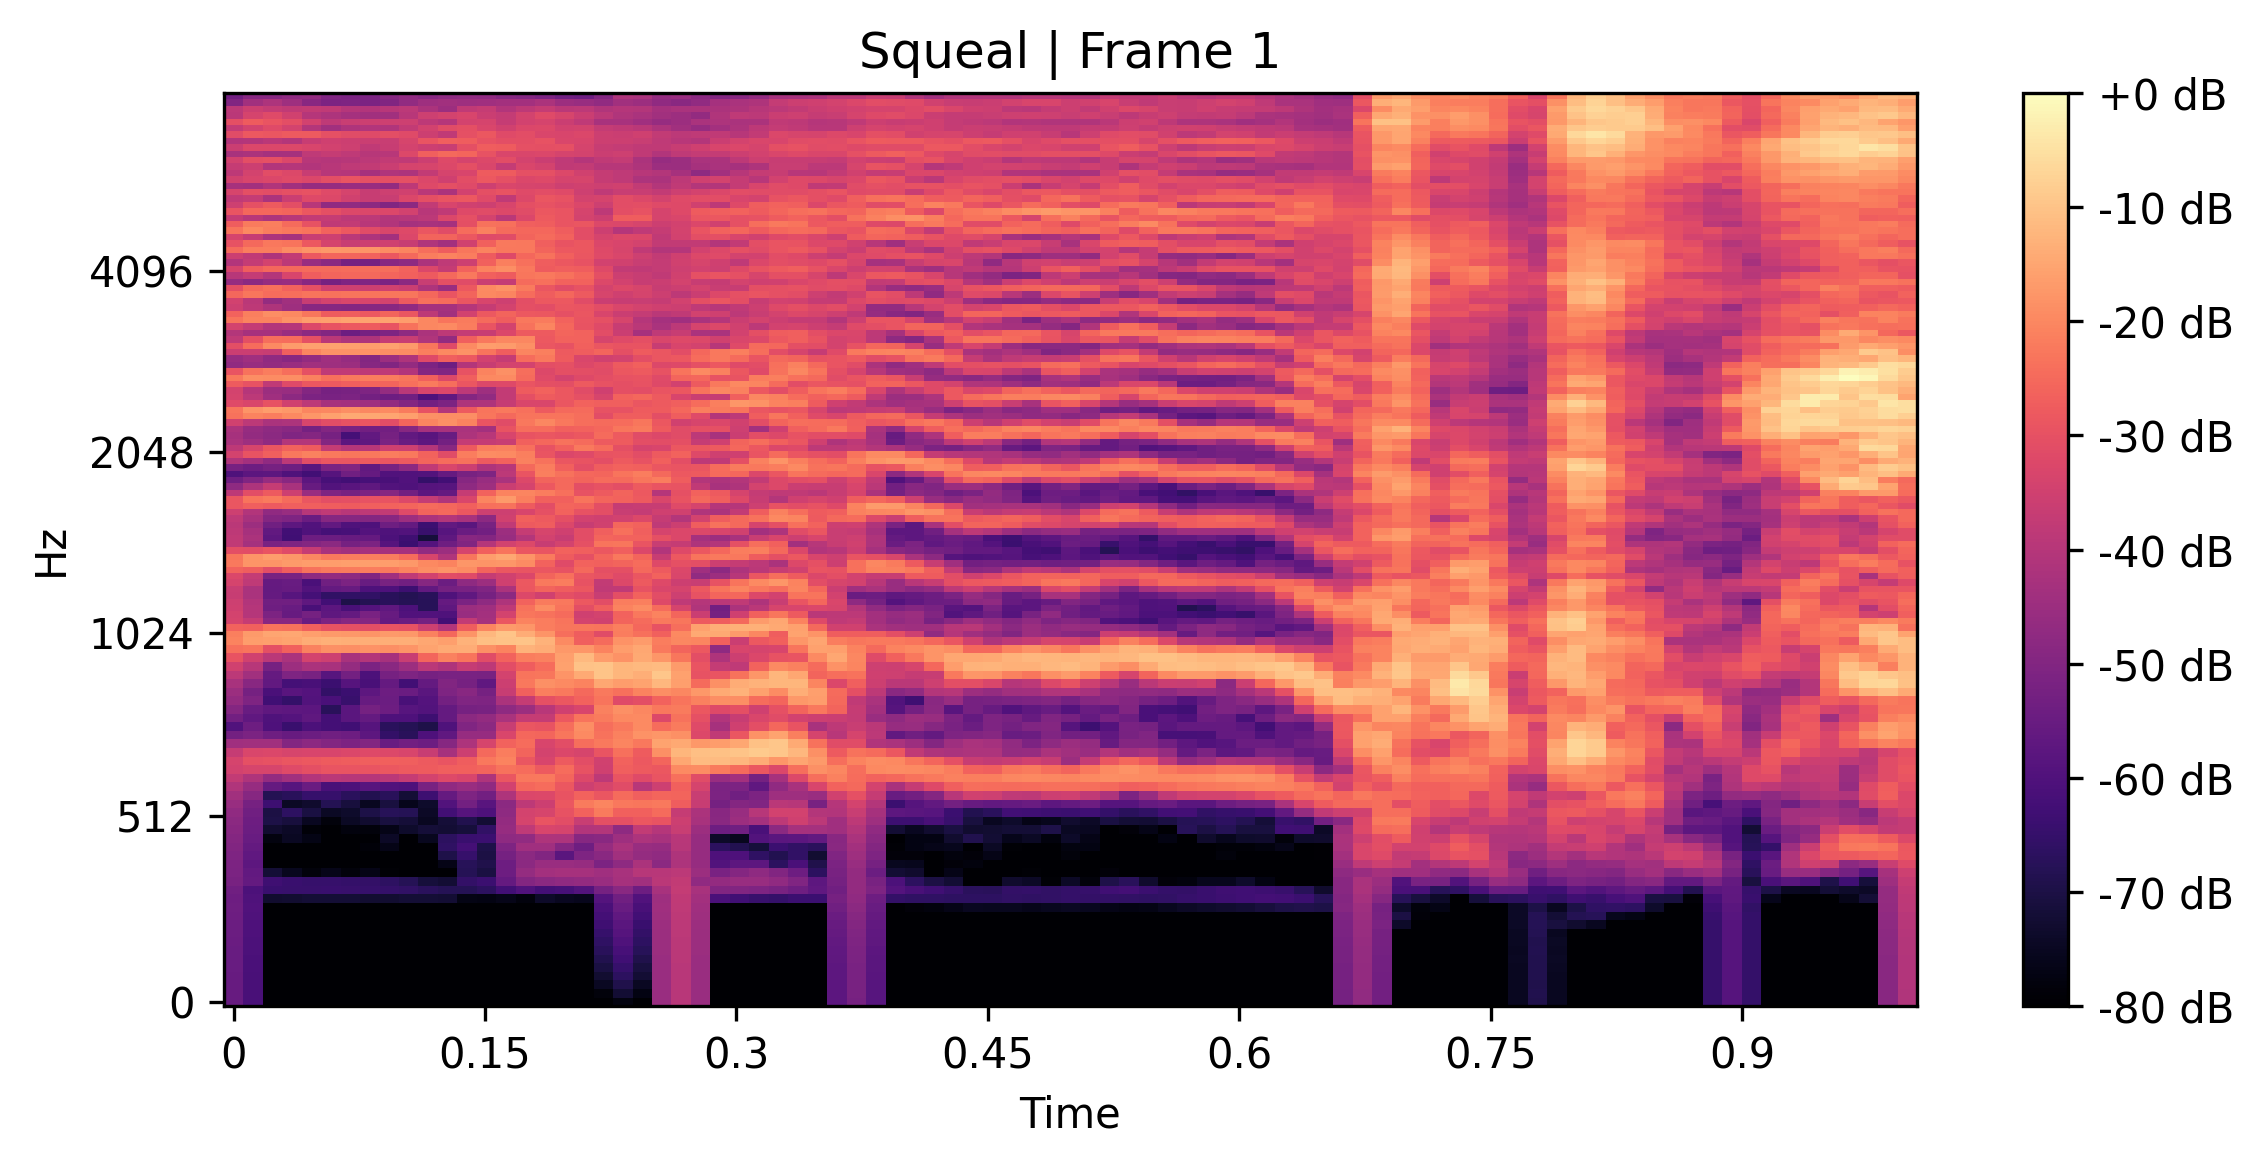 Squeal | Frame 1
+0 dB
-10 dB
-20 dB
-30 dB
-40 dB
-50 dB
-60 dB
-70 dB
-80 dB
Hz
4096
2048
1024
512
0
0 0.15 0.3 0.45 0.6 0.75 0.9
Time